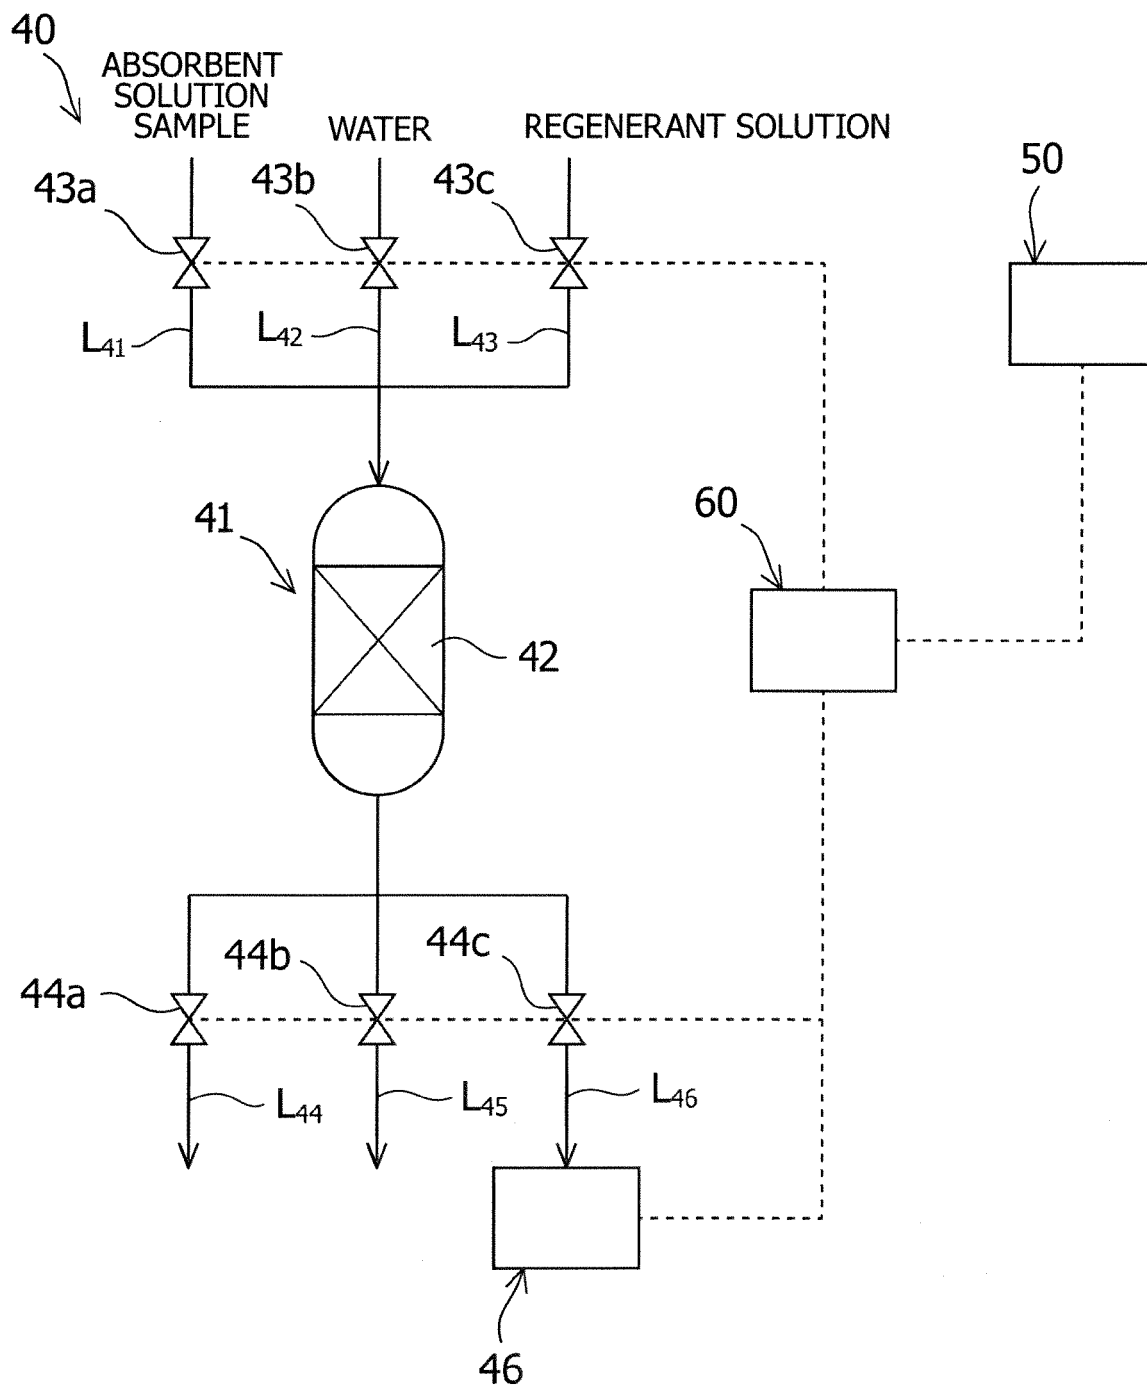 40
ABSORBENT
SOLUTION
SAMPLE
WATER
REGENERANT SOLUTION
50
43a
43b
43c
L41
L42
L43
41
60
42
44a
44b
44c
L44
L45
L46
46